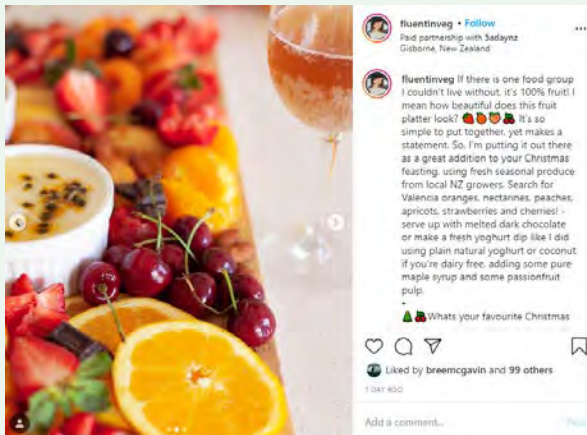 fluentinveg • Follow
Paid partnership with Sadaynz
Gisborne, New Zealand
fluentinveg If there is one food group
I couldn't live without, it's 100% fruit! I
mean how beautiful does this fruit
platter look? 🍓🍊🍑🍒 It's so
simple to put together, yet makes a
statement. So, I'm putting it out there
as a great addition to your Christmas
feasting, using fresh seasonal produce
from local NZ growers. Search for
Valencia oranges, nectarines, peaches,
apricots, strawberries and cherries! -
serve up with melted dark chocolate
or make a fresh yoghurt dip like I did
using plain natural yoghurt or coconut
if you're dairy free, adding some pure
maple syrup and some passionfruit
pulp.
-
🎄🍒Whats your favourite Christmas
Liked by breemcgavin and 99 others
1 DAY AGO
Add a comment...
Post